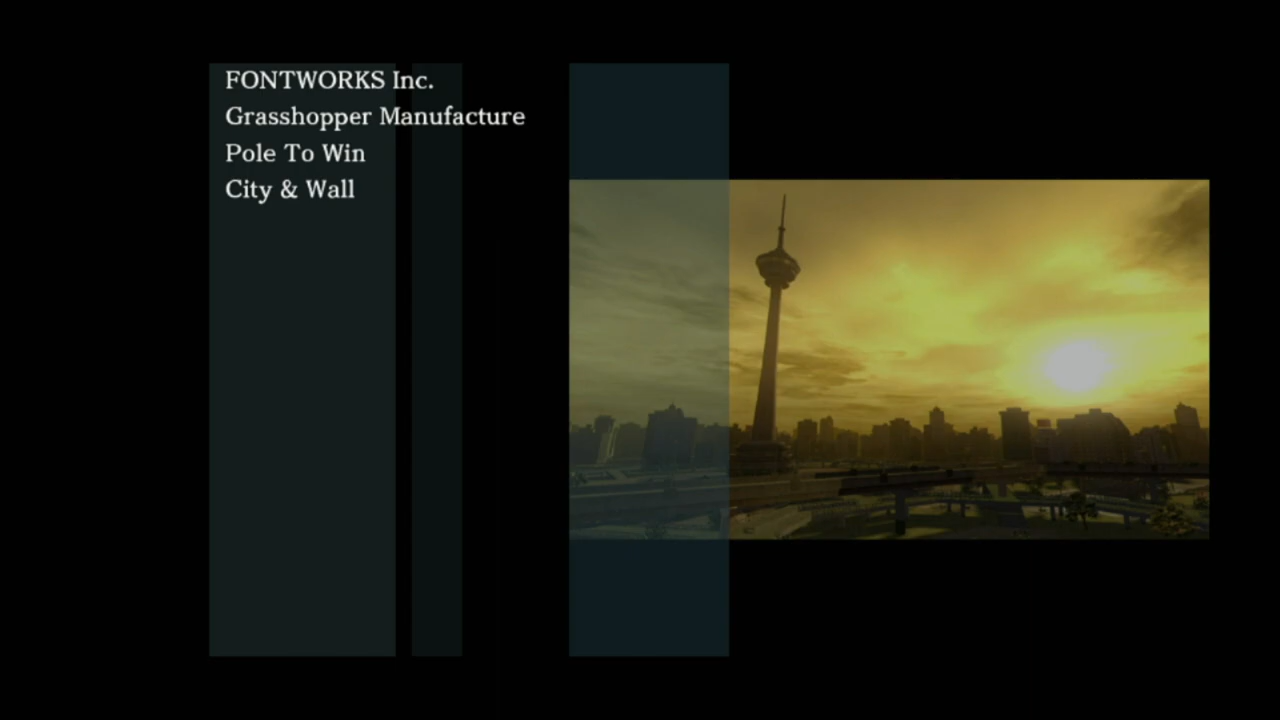 FONTWORKS Inc.
Grasshopper Manufacture
Pole To Win
City & Wall